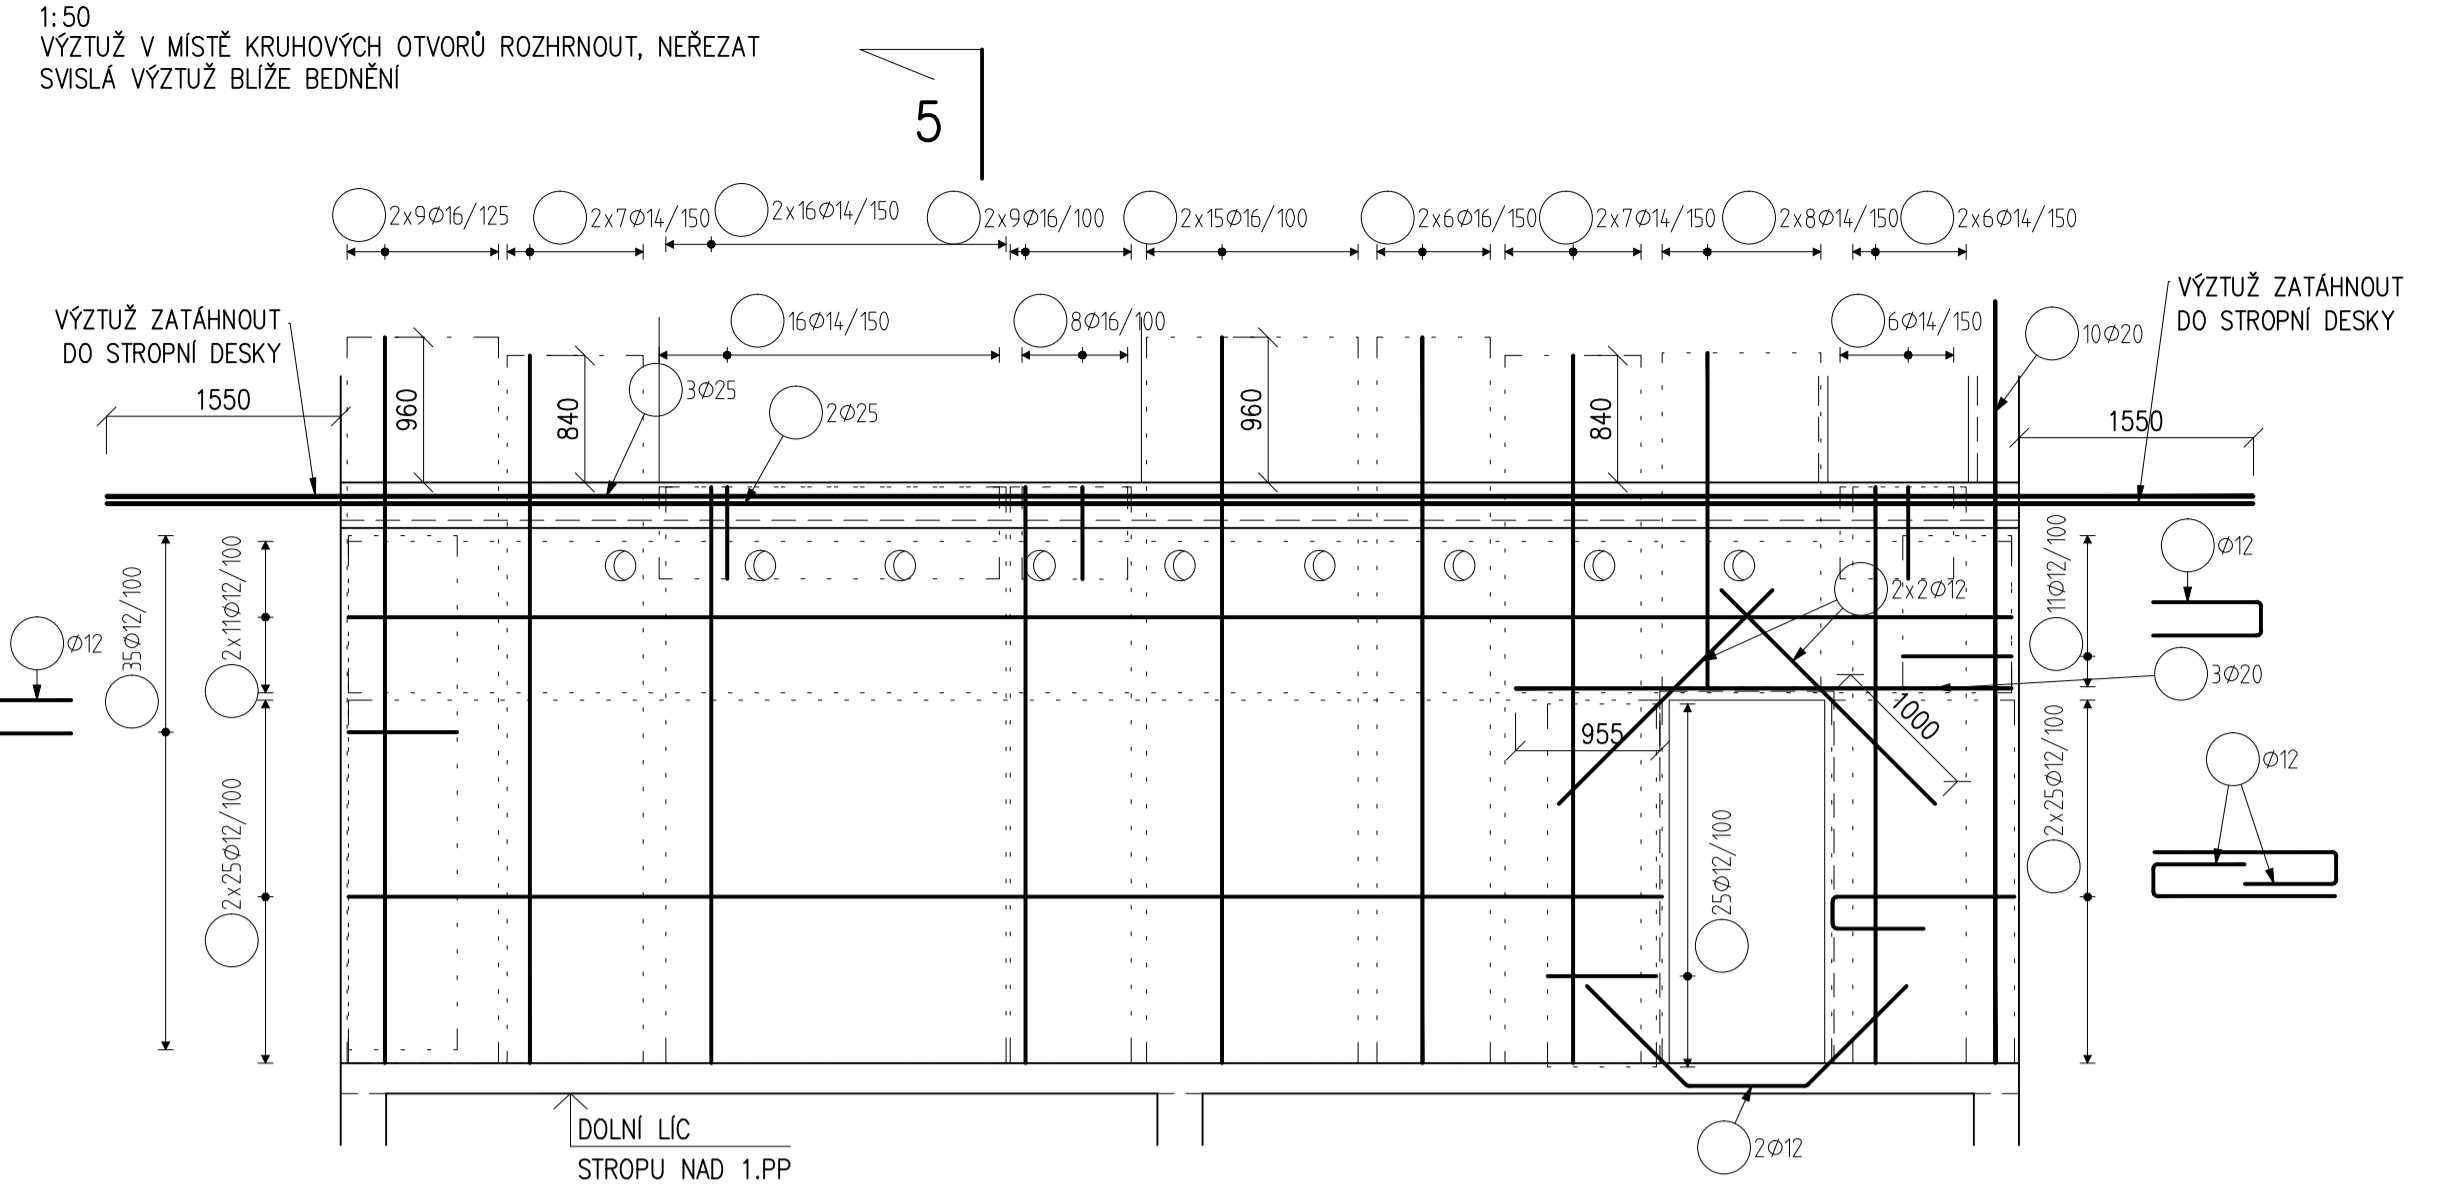 1:50
VÝZTUŽ V MÍSTĚ KRUHOVÝCH OTVORŮ ROZHRNOUT, NEŘEZAT
SVISLÁ VÝZTUŽ BLÍŽE BEDNĚNÍ
5
2x9Ø16/125
2x7Ø14/150
2x16Ø14/150
2x9Ø16/100
2x15Ø16/100
2x6Ø16/150
2x7Ø14/150
2x8Ø14/150
2x6Ø14/150
VÝZTUŽ ZATÁHNOUT
DO STROPNÍ DESKY
16Ø14/150
8Ø16/100
6Ø14/150
10Ø20
VÝZTUŽ ZATÁHNOUT
DO STROPNÍ DESKY
1550
960
840
3Ø25
2Ø25
960
840
1550
35Ø12/100
2x11Ø12/100
11Ø12/100
Ø12
2x2Ø12
Ø12
3Ø20
1000
955
2x25Ø12/100
25Ø12/100
2x25Ø12/100
Ø12
DOLNÍ LÍC
STROPU NAD 1.PP
2Ø12